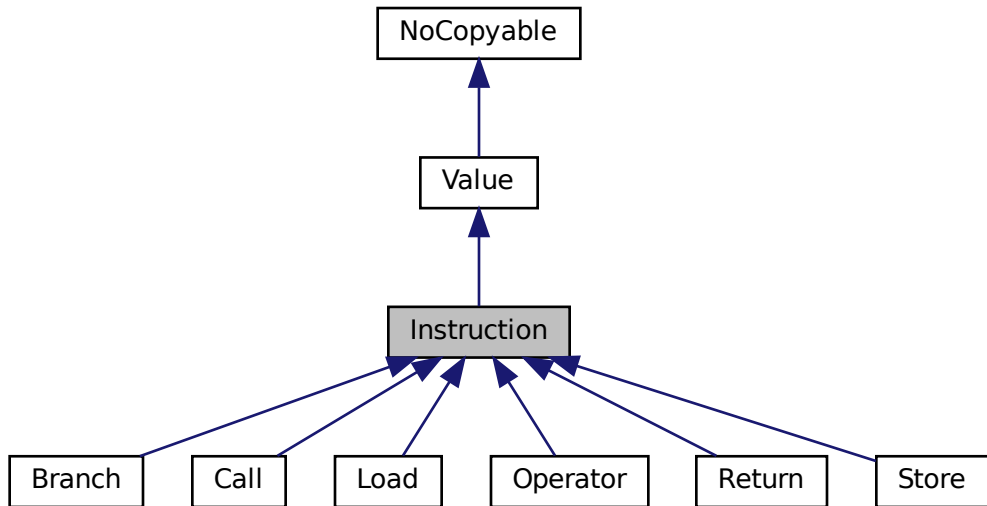 NoCopyable
Value
Instruction
Branch
Call
Load
Operator
Return
Store